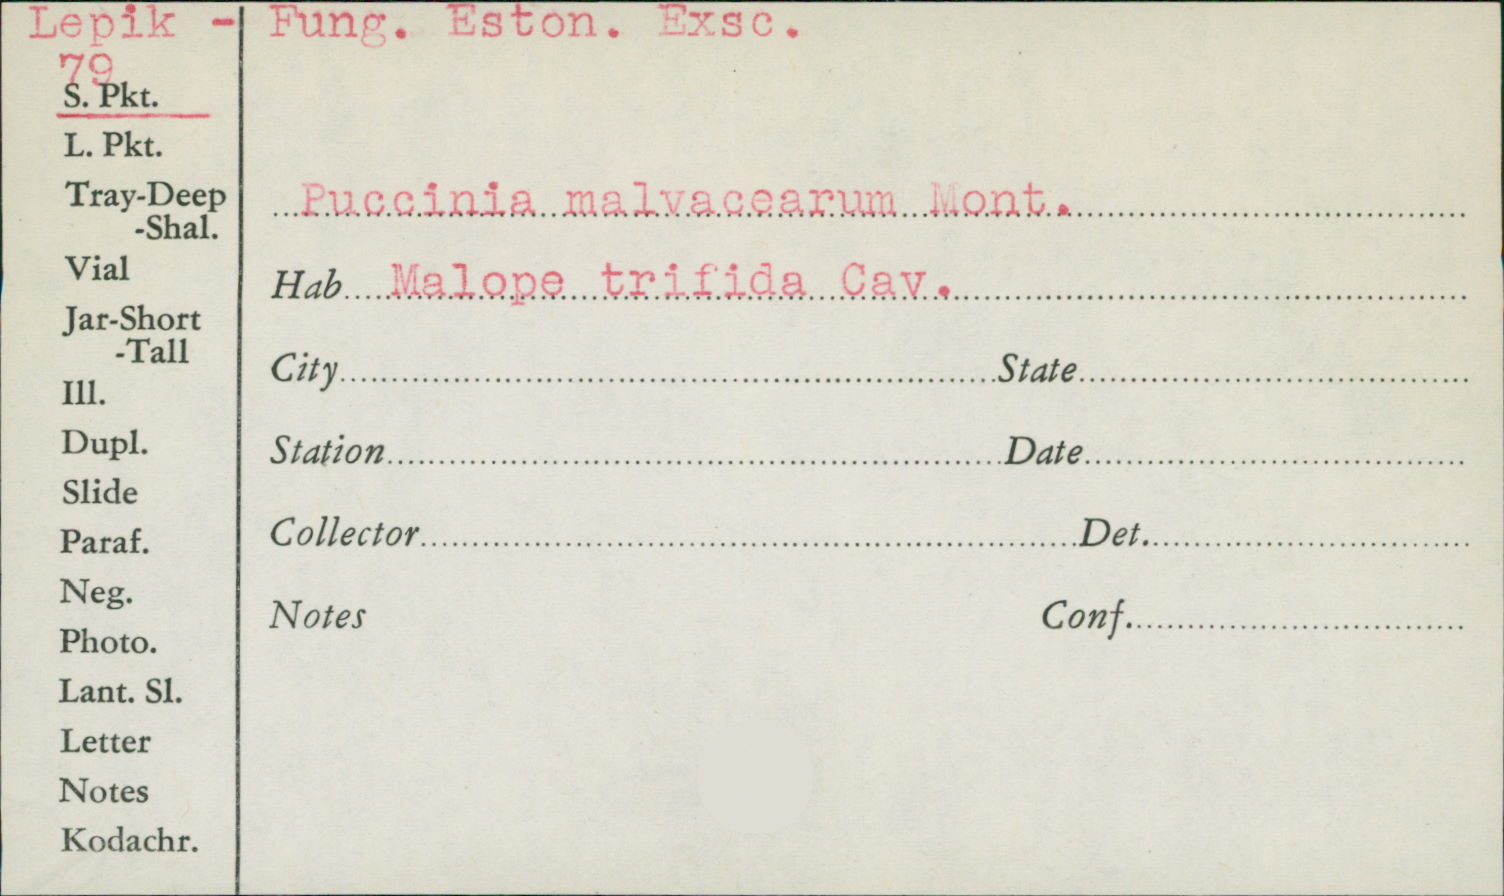 Lepik - Fung. Eston. Exsc.
79
S. Pkt.
L. Pkt.
Tray-Deep
-Shal.
Vial
Jar-Short
-Tall
Ill.
Dupl.
Slide
Paraf.
Neg.
Photo.
Lant. Sl.
Letter
Notes
Kodachr.
Puccinia malvacearum Mont.
Hab. Malope trifida Cav.
City State
Station Date
Collector Det.
Notes Conf.